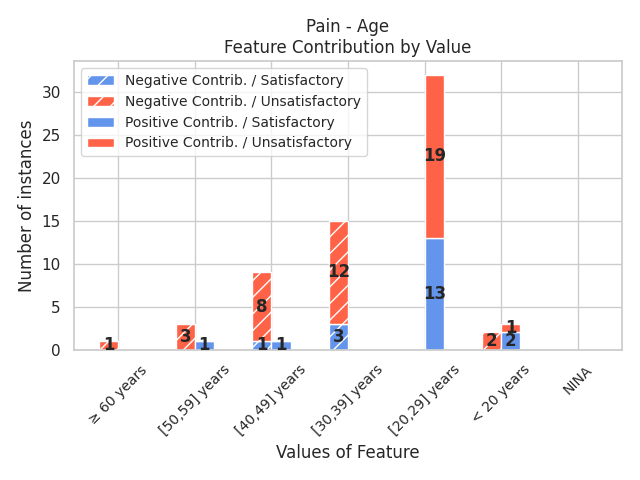 Pain - Age
Feature Contribution by Value
Negative Contrib. / Satisfactory
Negative Contrib. / Unsatisfactory
Positive Contrib. / Satisfactory
Positive Contrib. / Unsatisfactory
Number of instances
30
25
20
15
10
5
0
1
3
1
8
1
1
12
3
19
13
2
1
2
≥ 60 years
[50,59] years
[40,49] years
[30,39] years
[20,29] years
< 20 years
NINA
Values of Feature